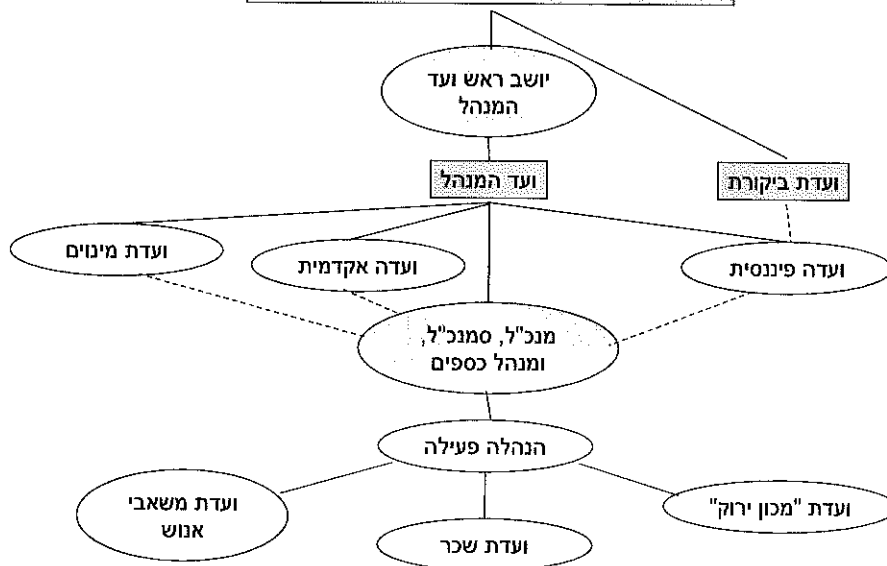 יושב ראש ועד
המנהל
ועד המנהל
ועדת ביקורת
ועדת מינוים
ועדה אקדמית
ועדה פיננסית
מנכ"ל, סמנכ"ל,
ומנהל כספים
הנהלה פעילה
ועדת משאבי
אנוש
ועדת שכר
ועדת "מכון ירוק"